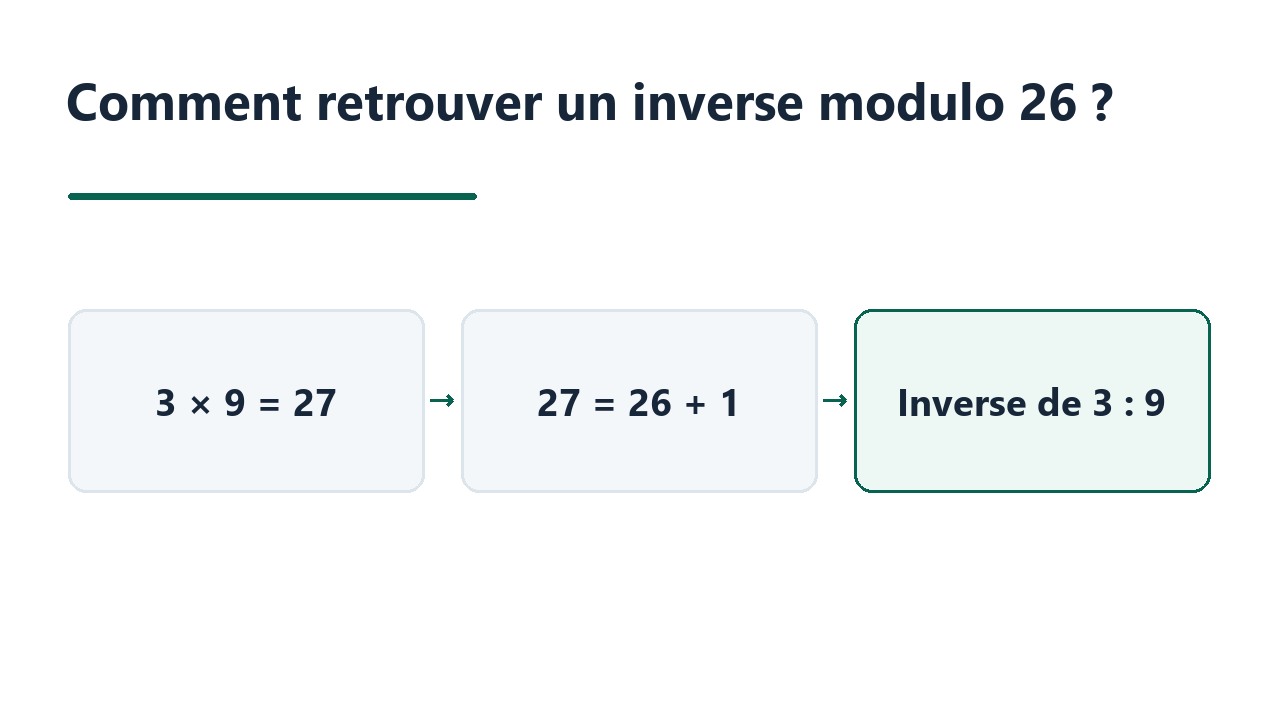 Comment retrouver un inverse modulo 26 ?
3 × 9 = 27
→
27 = 26 + 1
→
Inverse de 3 : 9